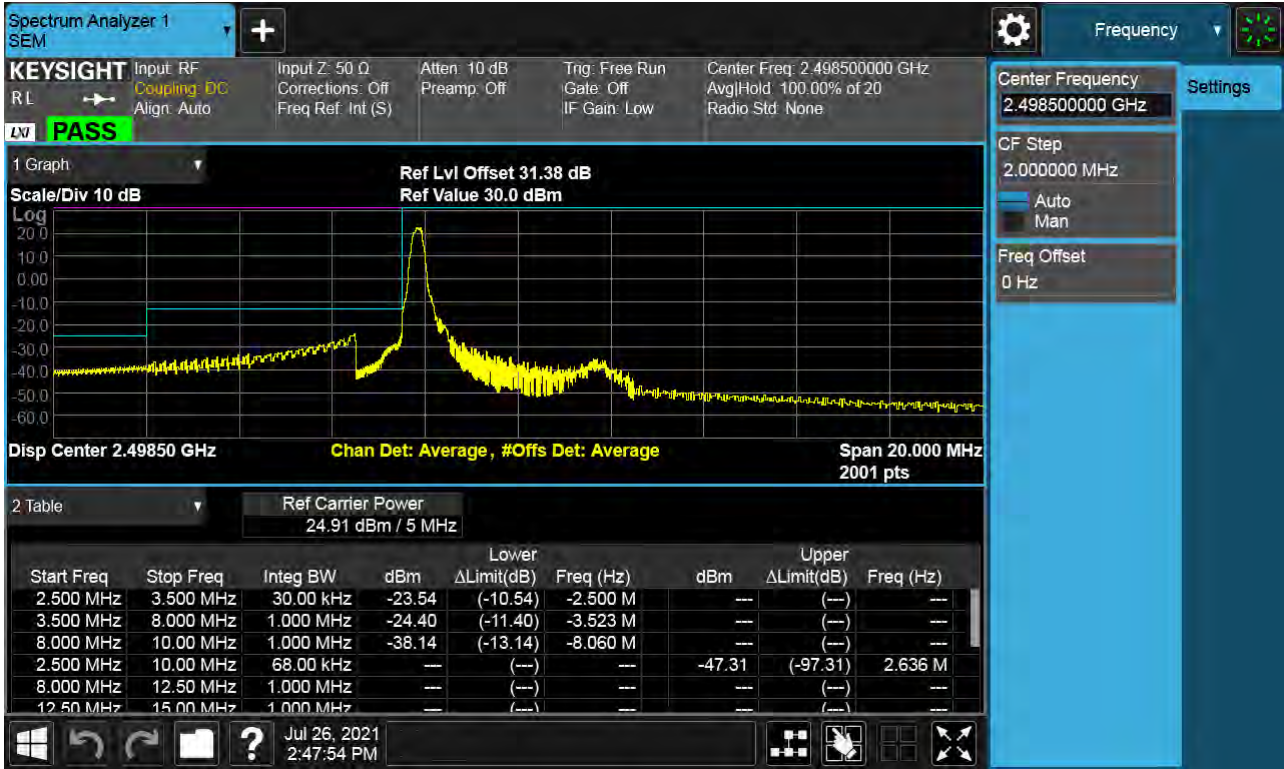 Spectrum Analyzer 1
SEM
Frequency
KEYSIGHT Input: RF Input Z: 50 Ω Atten: 10 dB Trig: Free Run Center Freq: 2.498500000 GHz
RL Coupling: DC Corrections: Off Preamp: Off Gate: Off Avg|Hold: 100.00% of 20
Align: Auto Freq Ref: Int (S) IF Gain: Low Radio Std: None
LXI PASS
Center Frequency
2.498500000 GHz
Settings
CF Step
2.000000 MHz
Auto
Man
Freq Offset
0 Hz
1 Graph
Ref Lvl Offset 31.38 dB
Scale/Div 10 dB Ref Value 30.0 dBm
Log
20.0
10.0
0.00
-10.0
-20.0
-30.0
-40.0
-50.0
-60.0
Disp Center 2.49850 GHz Chan Det: Average, #Offs Det: Average Span 20.000 MHz
2001 pts
2 Table Ref Carrier Power
24.91 dBm / 5 MHz
Lower Upper
Start Freq Stop Freq Integ BW dBm ΔLimit(dB) Freq (Hz) dBm ΔLimit(dB) Freq (Hz)
2.500 MHz 3.500 MHz 30.00 kHz -23.54 (-10.54) -2.500 M --- (---) ---
3.500 MHz 8.000 MHz 1.000 MHz -24.40 (-11.40) -3.523 M --- (---) ---
8.000 MHz 10.00 MHz 1.000 MHz -38.14 (-13.14) -8.060 M --- (---) ---
2.500 MHz 10.00 MHz 68.00 kHz --- (---) --- -47.31 (-97.31) 2.636 M
8.000 MHz 12.50 MHz 1.000 MHz --- (---) --- --- (---) ---
12.50 MHz 15.00 MHz 1.000 MHz --- (---) --- --- (---) ---
? Jul 26, 2021
2:47:54 PM